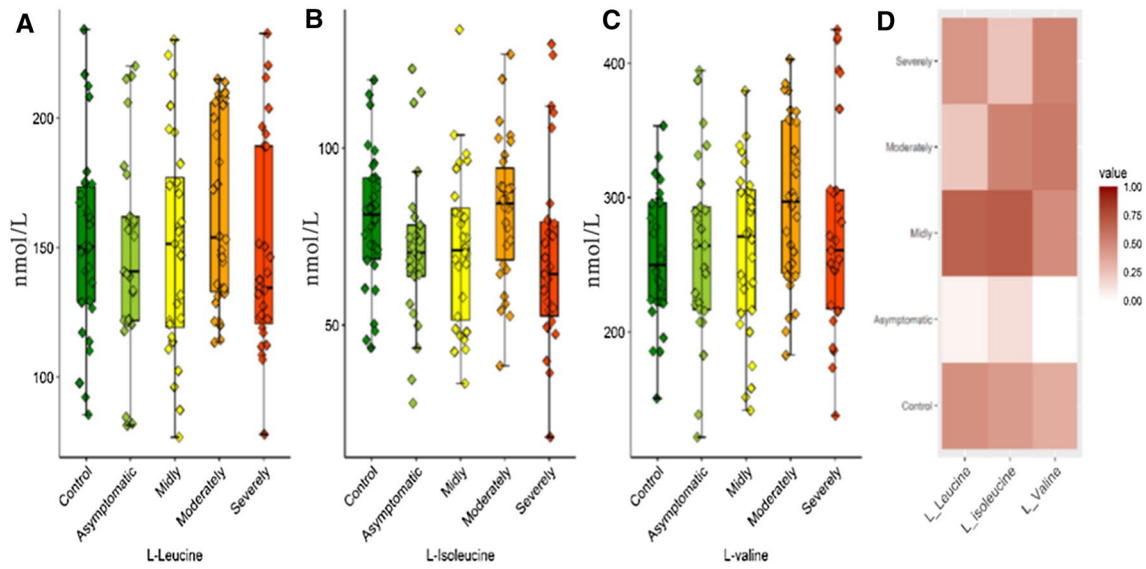 A
nmol/L
200
150
100
Control
Asymptomatic
Midly
Moderately
Severely
L-Leucine
B
nmol/L
100
50
Control
Asymptomatic
Midly
Moderately
Severely
L-Isoleucine
C
nmol/L
400
300
200
Control
Asymptomatic
Midly
Moderately
Severely
L-valine
D
Severely
Moderately
Midly
Asymptomatic
Control
L_Leucine
L_isoleucine
L_Valine
value
1.00
0.75
0.50
0.25
0.00